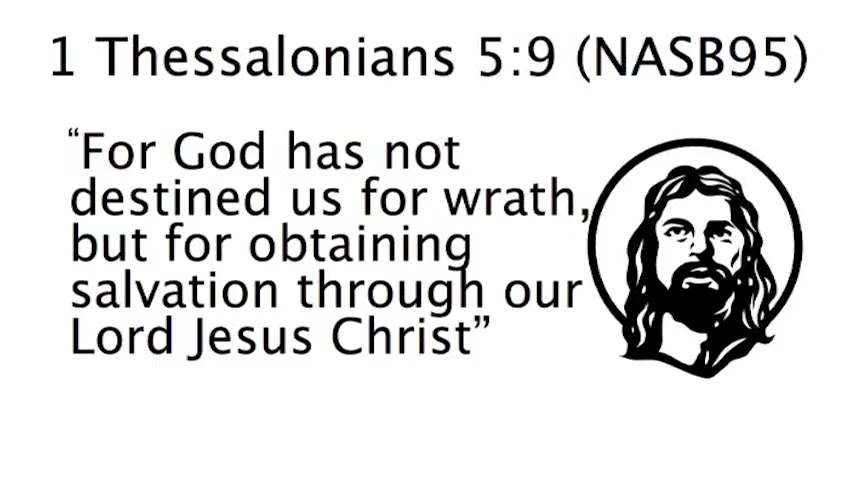 1 Thessalonians 5:9 (NASB95)
“For God has not
destined us for wrath,
but for obtaining
salvation through our
Lord Jesus Christ”